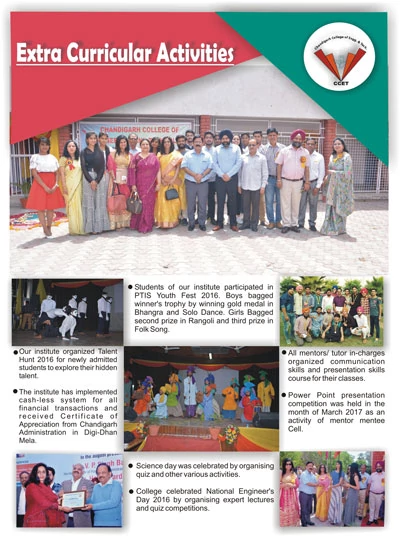 Extra Curricular Activities
Chandigarh College of Engg. & Tech.
CCET
CHANDIGARH COLLEGE OF
Students of our institute participated in
PTIS Youth Fest 2016. Boys bagged
winner's trophy by winning gold medal in
Bhangra and Solo Dance. Girls Bagged
second prize in Rangoli and third prize in
Folk Song.
Our institute organized Talent
Hunt 2016 for newly admitted
students to explore their hidden
talent.
The institute has implemented
cash-less system for all
financial transactions and
received Certificate of
Appreciation from Chandigarh
Administration in Digi-Dhan
Mela.
All mentors/ tutor in-charges
organized communication
skills and presentation skills
course for their classes.
Power Point presentation
competition was held in the
month of March 2017 as an
activity of mentor mentee
Cell.
Science day was celebrated by organising
quiz and other various activities.
College celebrated National Engineer's
Day 2016 by organising expert lectures
and quiz competitions.